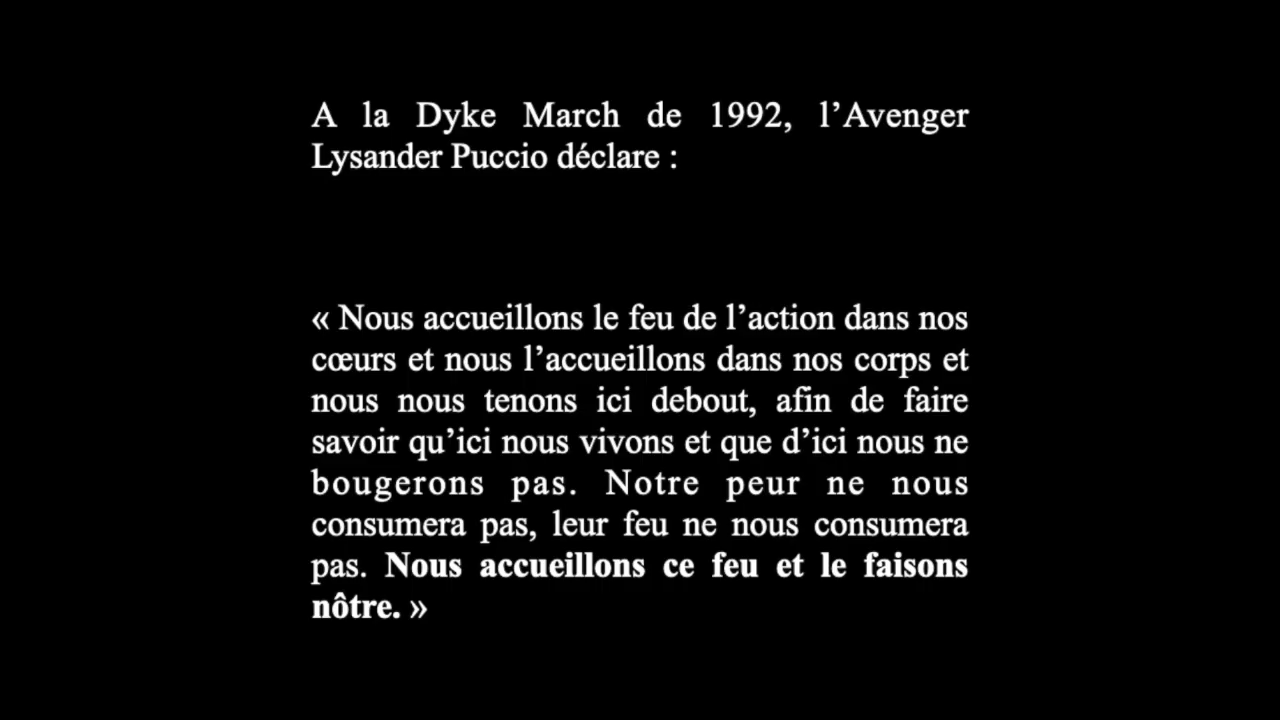 A la Dyke March de 1992, l’Avenger
Lysander Puccio déclare :
« Nous accueillons le feu de l’action dans nos
cœurs et nous l’accueillons dans nos corps et
nous nous tenons ici debout, afin de faire
savoir qu’ici nous vivons et que d’ici nous ne
bougerons pas. Notre peur ne nous
consumera pas, leur feu ne nous consumera
pas. Nous accueillons ce feu et le faisons
nôtre. »